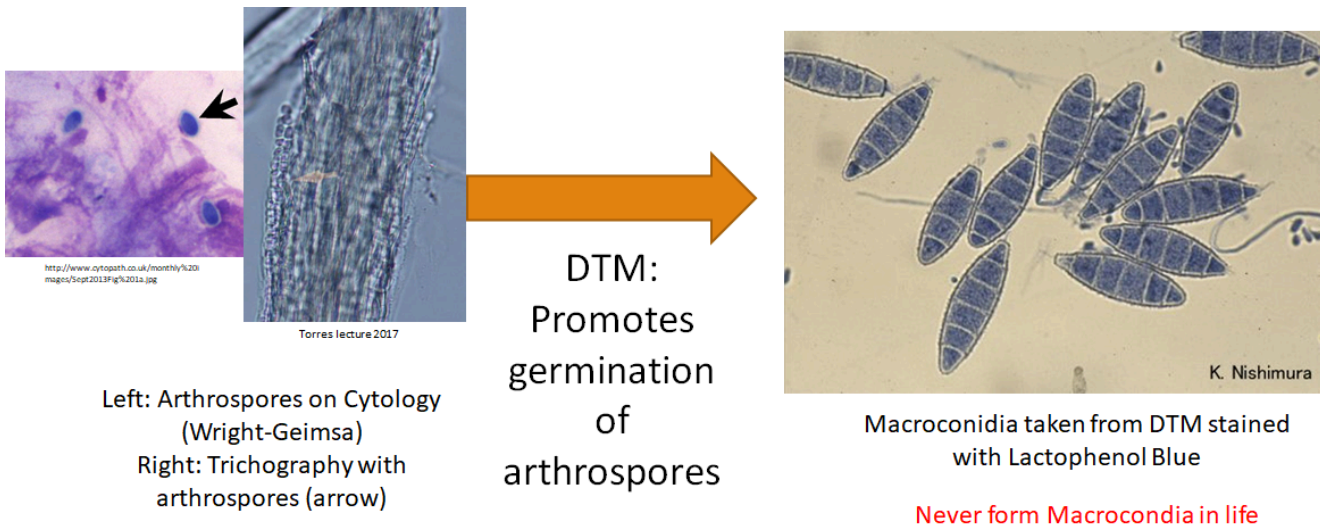 http://www.cytopath.co.uk/monthly%20i
mages/Sept2013Fig%201a.jpg
Torres lecture 2017
Left: Arthrospores on Cytology
(Wright-Geimsa)
Right: Trichography with
arthrospores (arrow)
DTM:
Promotes
germination
of
arthrospores
K. Nishimura
Macroconidia taken from DTM stained
with Lactophenol Blue
Never form Macrocondia in life